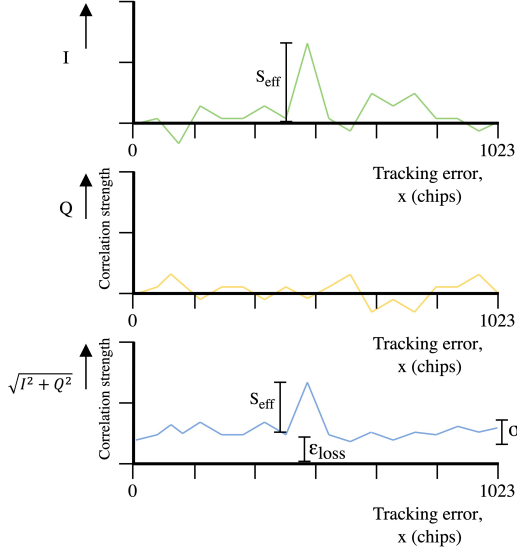 I
S_eff
0
1023
Tracking error,
x (chips)
Q
Correlation strength
0
1023
Tracking error,
x (chips)
√I² + Q²
Correlation strength
S_eff
ε_loss
σ
0
1023
Tracking error,
x (chips)